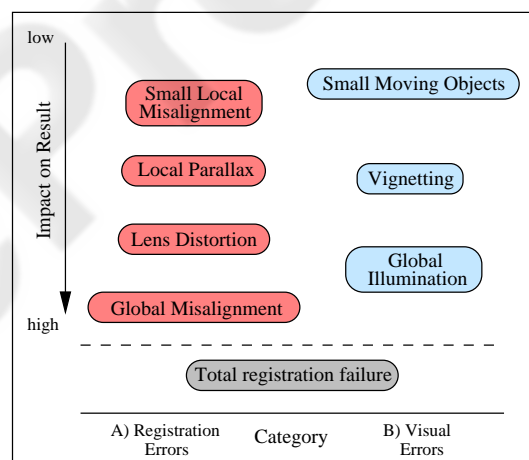 low
Small Moving Objects
Small Local
Misalignment
Local Parallax
Vignetting
Impact on Result
Lens Distortion
Global
Illumination
Global Misalignment
high
Total registration failure
A) Registration
Errors
Category
B) Visual
Errors